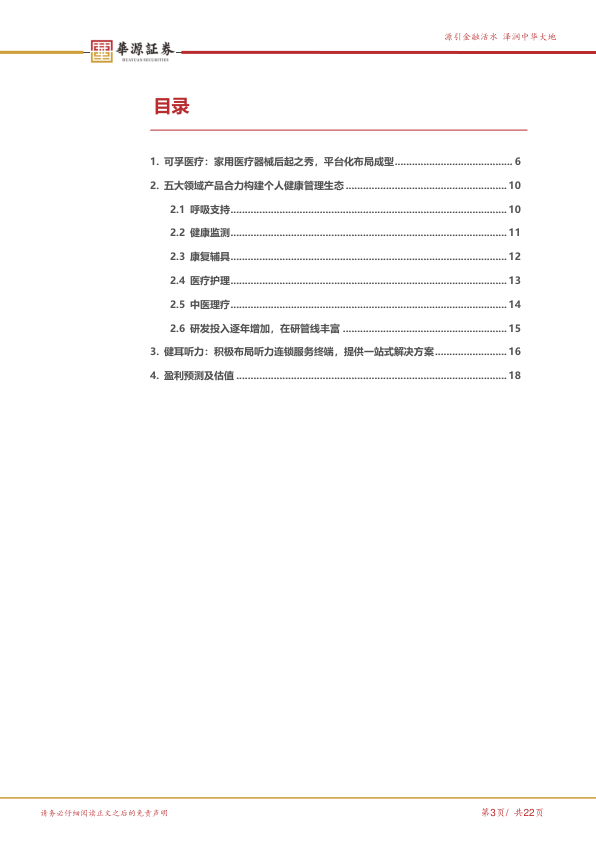 源引金融活水 泽润中华大地
華源証券
HUAYUAN SECURITIES
目录
1. 可孚医疗：家用医疗器械后起之秀，平台化布局成型........................................ 6
2. 五大领域产品合力构建个人健康管理生态........................................................ 10
2.1 呼吸支持................................................................................................ 10
2.2 健康监测................................................................................................ 11
2.3 康复辅具................................................................................................ 12
2.4 医疗护理................................................................................................ 13
2.5 中医理疗................................................................................................ 14
2.6 研发投入逐年增加，在研管线丰富 ......................................................... 15
3. 健耳听力：积极布局听力连锁服务终端，提供一站式解决方案......................... 16
4. 盈利预测及估值 .............................................................................................. 18
请务必仔细阅读正文之后的免责声明
第3页/ 共22页